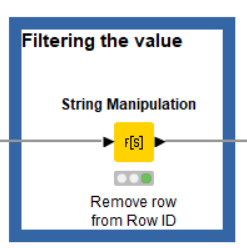 Filtering the value
String Manipulation
F[S]
Remove row
from Row ID